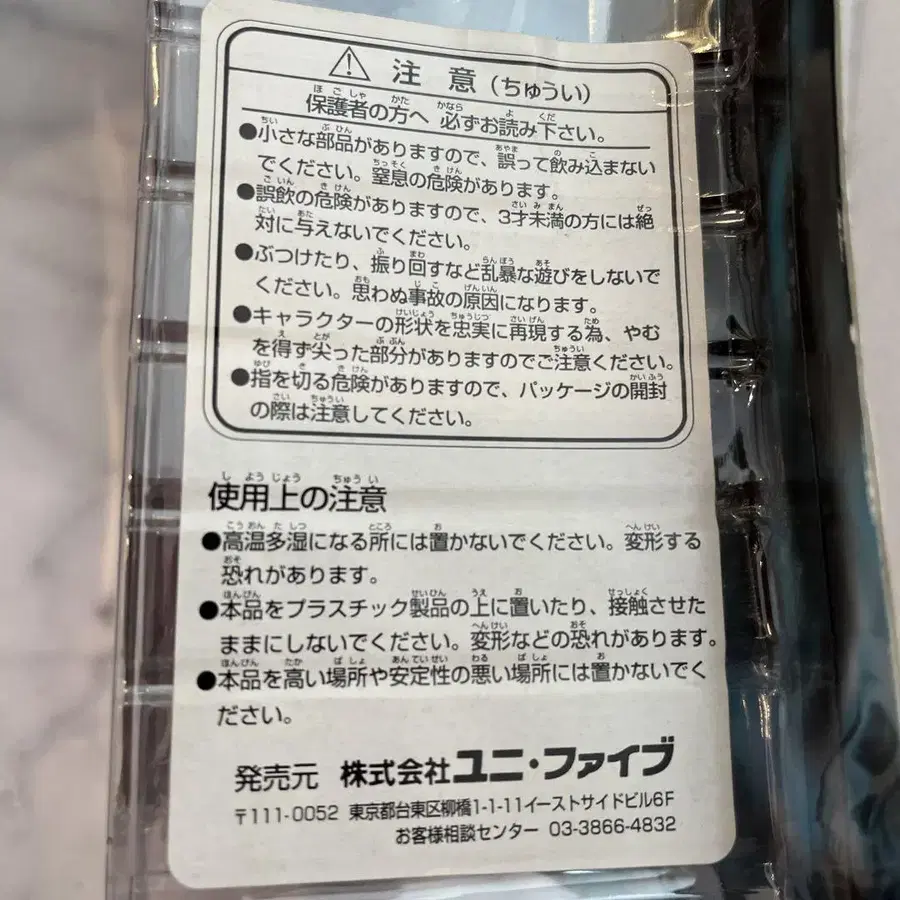 ⚠ 注 意 (ちゅうい)
保護者の方へ 必ずお読み下さい。
●小さな部品がありますので、誤って飲み込まない
でください。窒息の危険があります。
●誤飲の危険がありますので、3才未満の方には絶
対に与えないでください。
●ぶつけたり、振り回すなど乱暴な遊びをしないで
ください。思わぬ事故の原因になります。
●キャラクターの形状を忠実に再現する為、やむ
を得ず尖った部分がありますのでご注意ください。
●指を切る危険がありますので、パッケージの開封
の際は注意してください。
使用上の注意
●高温多湿になる所には置かないでください。変形する
恐れがあります。
●本品をプラスチック製品の上に置いたり、接触させた
ままにしないでください。変形などの恐れがあります。
●本品を高い場所や安定性の悪い場所には置かないでく
ださい。
発売元 株式会社ユニ・ファイブ
〒111-0052 東京都台東区柳橋1-1-11イーストサイドビル6F
お客様相談センター 03-3866-4832